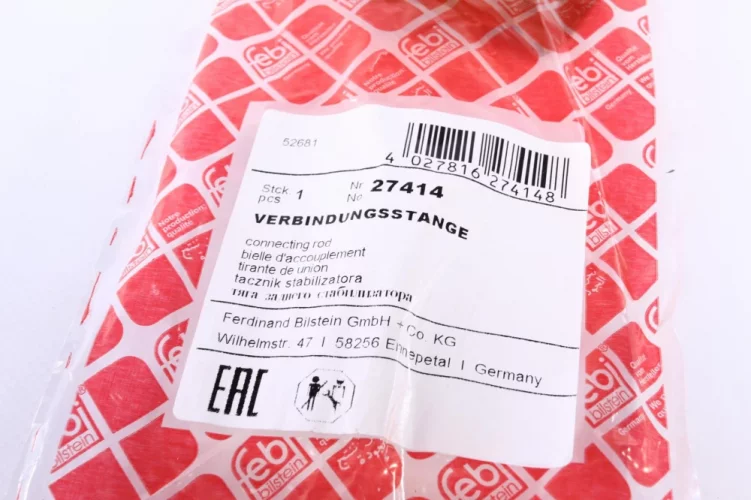 52681
4 027816 274148
Stck Nr
pcs 1 No 27414
VERBINDUNGSSTANGE
connecting rod
bielle d'accouplement
tirante de union
łacznik stabilizatora
тяга заднего стабилизатора
Ferdinand Bilstein GmbH + Co. KG
Wilhelmstr. 47 I 58256 Ennepetal I Germany
EAC
febi
bilstein